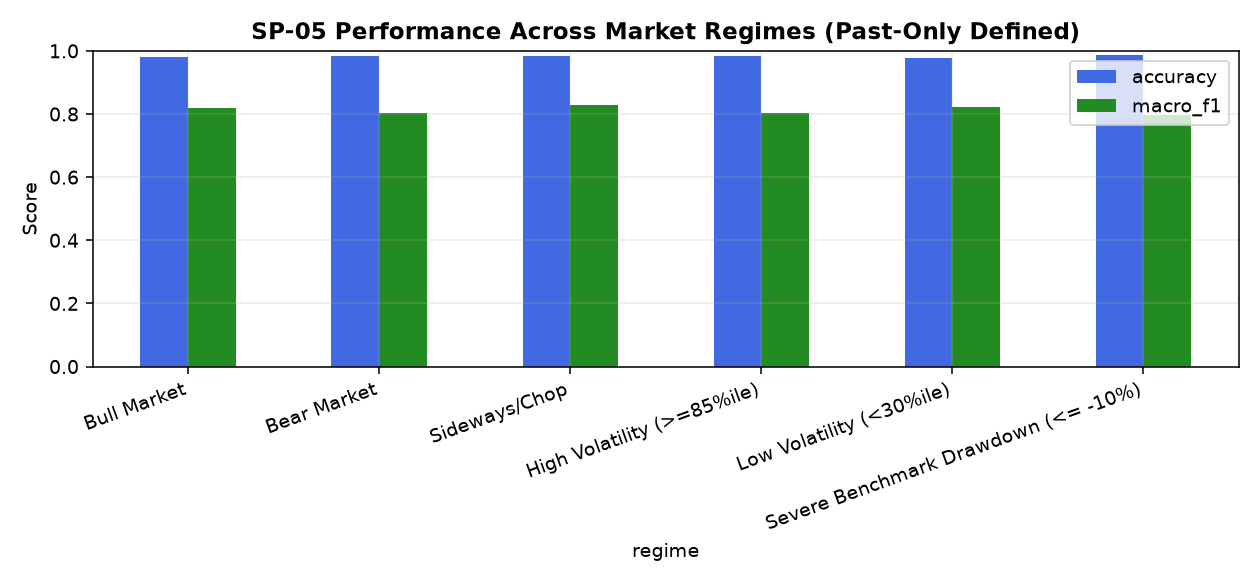 SP-05 Performance Across Market Regimes (Past-Only Defined)
accuracy
macro_f1
Score
1.0
0.8
0.6
0.4
0.2
0.0
Bull Market
Bear Market
Sideways/Chop
High Volatility (>=85%ile)
Low Volatility (<30%ile)
Severe Benchmark Drawdown (<= -10%)
regime